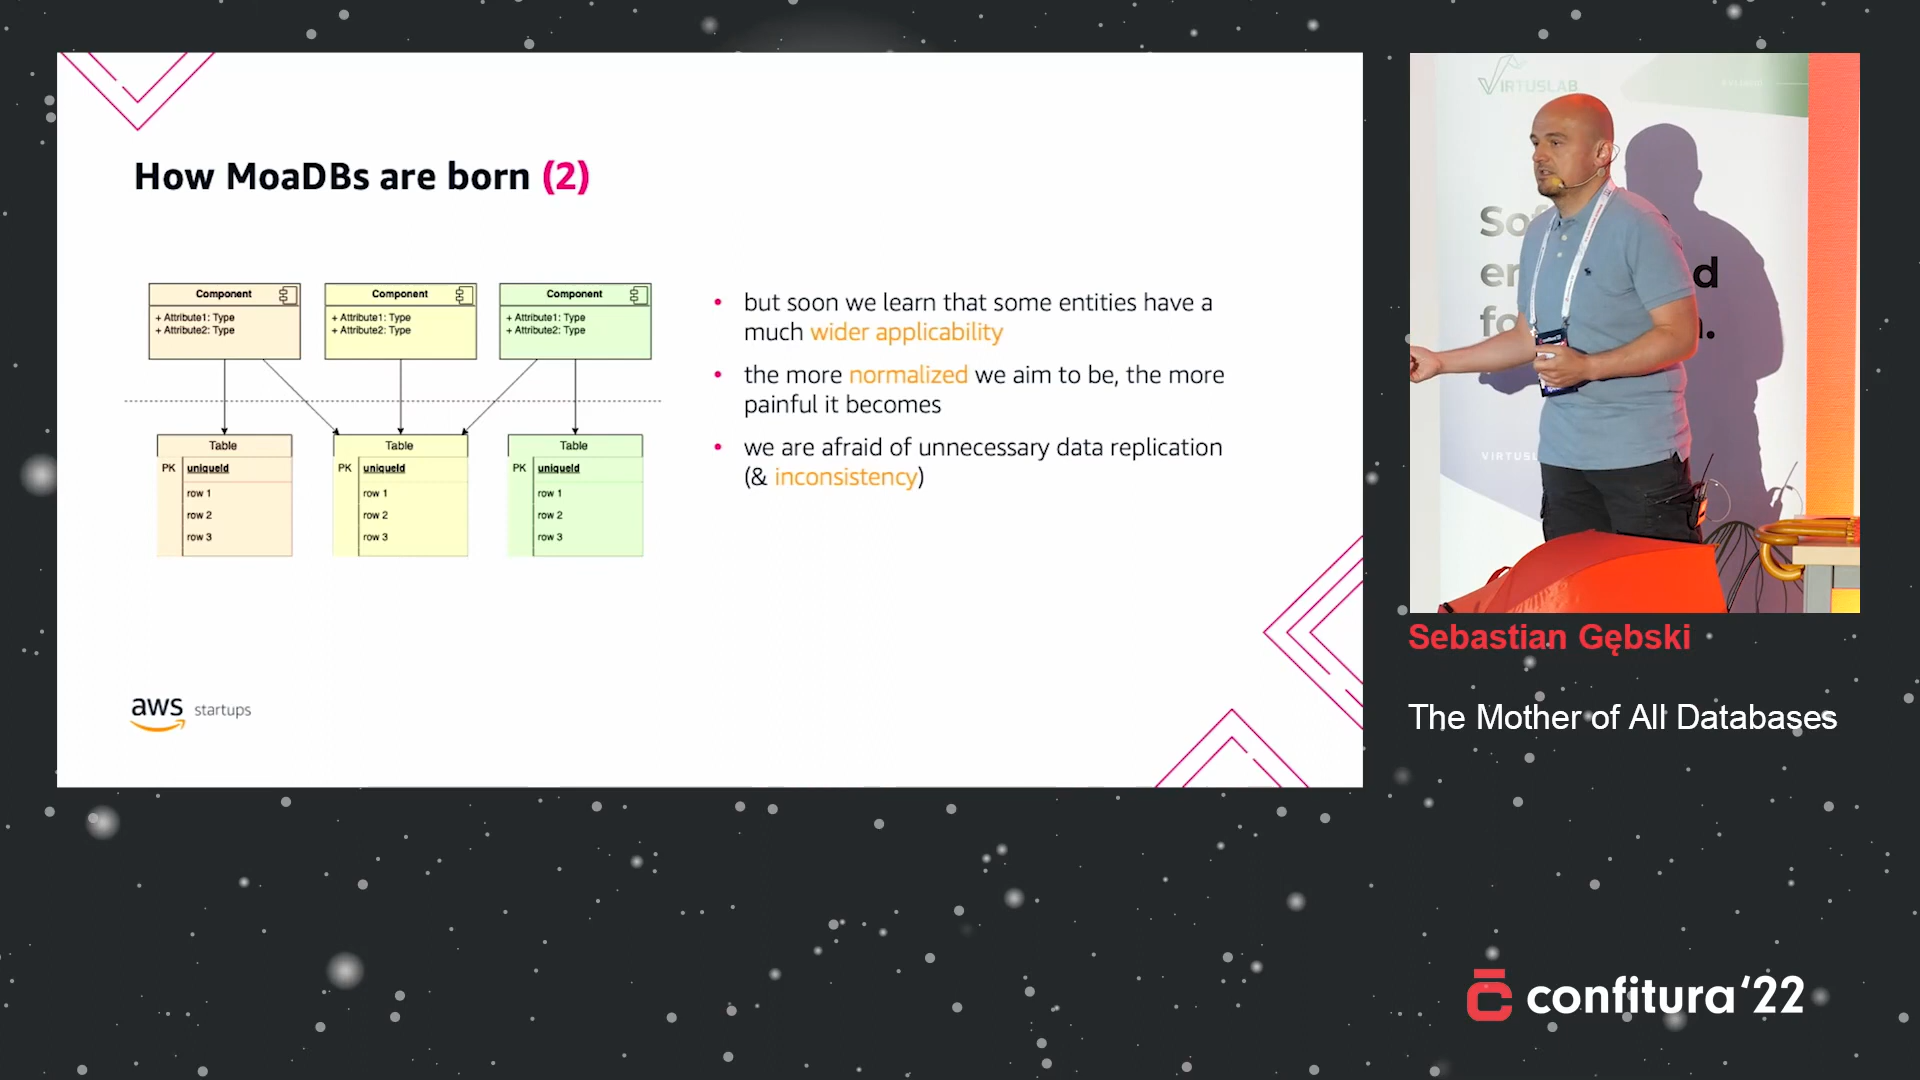 How MoaDBs are born (2)
Component
+ Attribute1: Type
+ Attribute2: Type
Component
+ Attribute1: Type
+ Attribute2: Type
Component
+ Attribute1: Type
+ Attribute2: Type
Table
PK uniqueId
row 1
row 2
row 3
Table
PK uniqueId
row 1
row 2
row 3
Table
PK uniqueId
row 1
row 2
row 3
• but soon we learn that some entities have a
much wider applicability
• the more normalized we aim to be, the more
painful it becomes
• we are afraid of unnecessary data replication
(& inconsistency)
aws startups
VIRTUSLAB
Sebastian Gębski
The Mother of All Databases
confitura '22